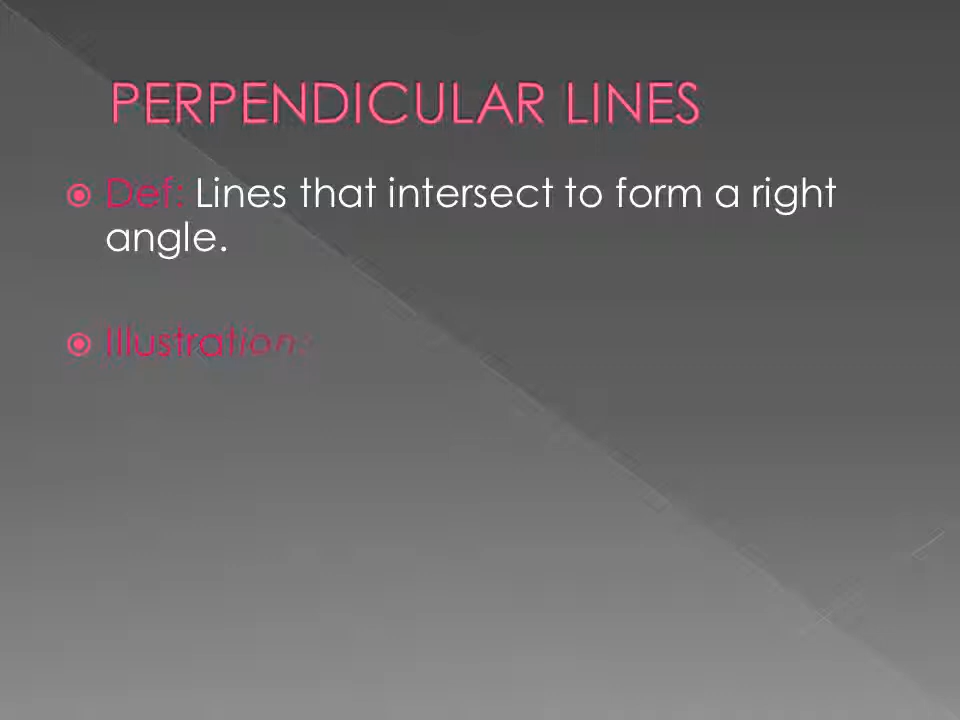 PERPENDICULAR LINES
Def: Lines that intersect to form a right
angle.
Illustration: